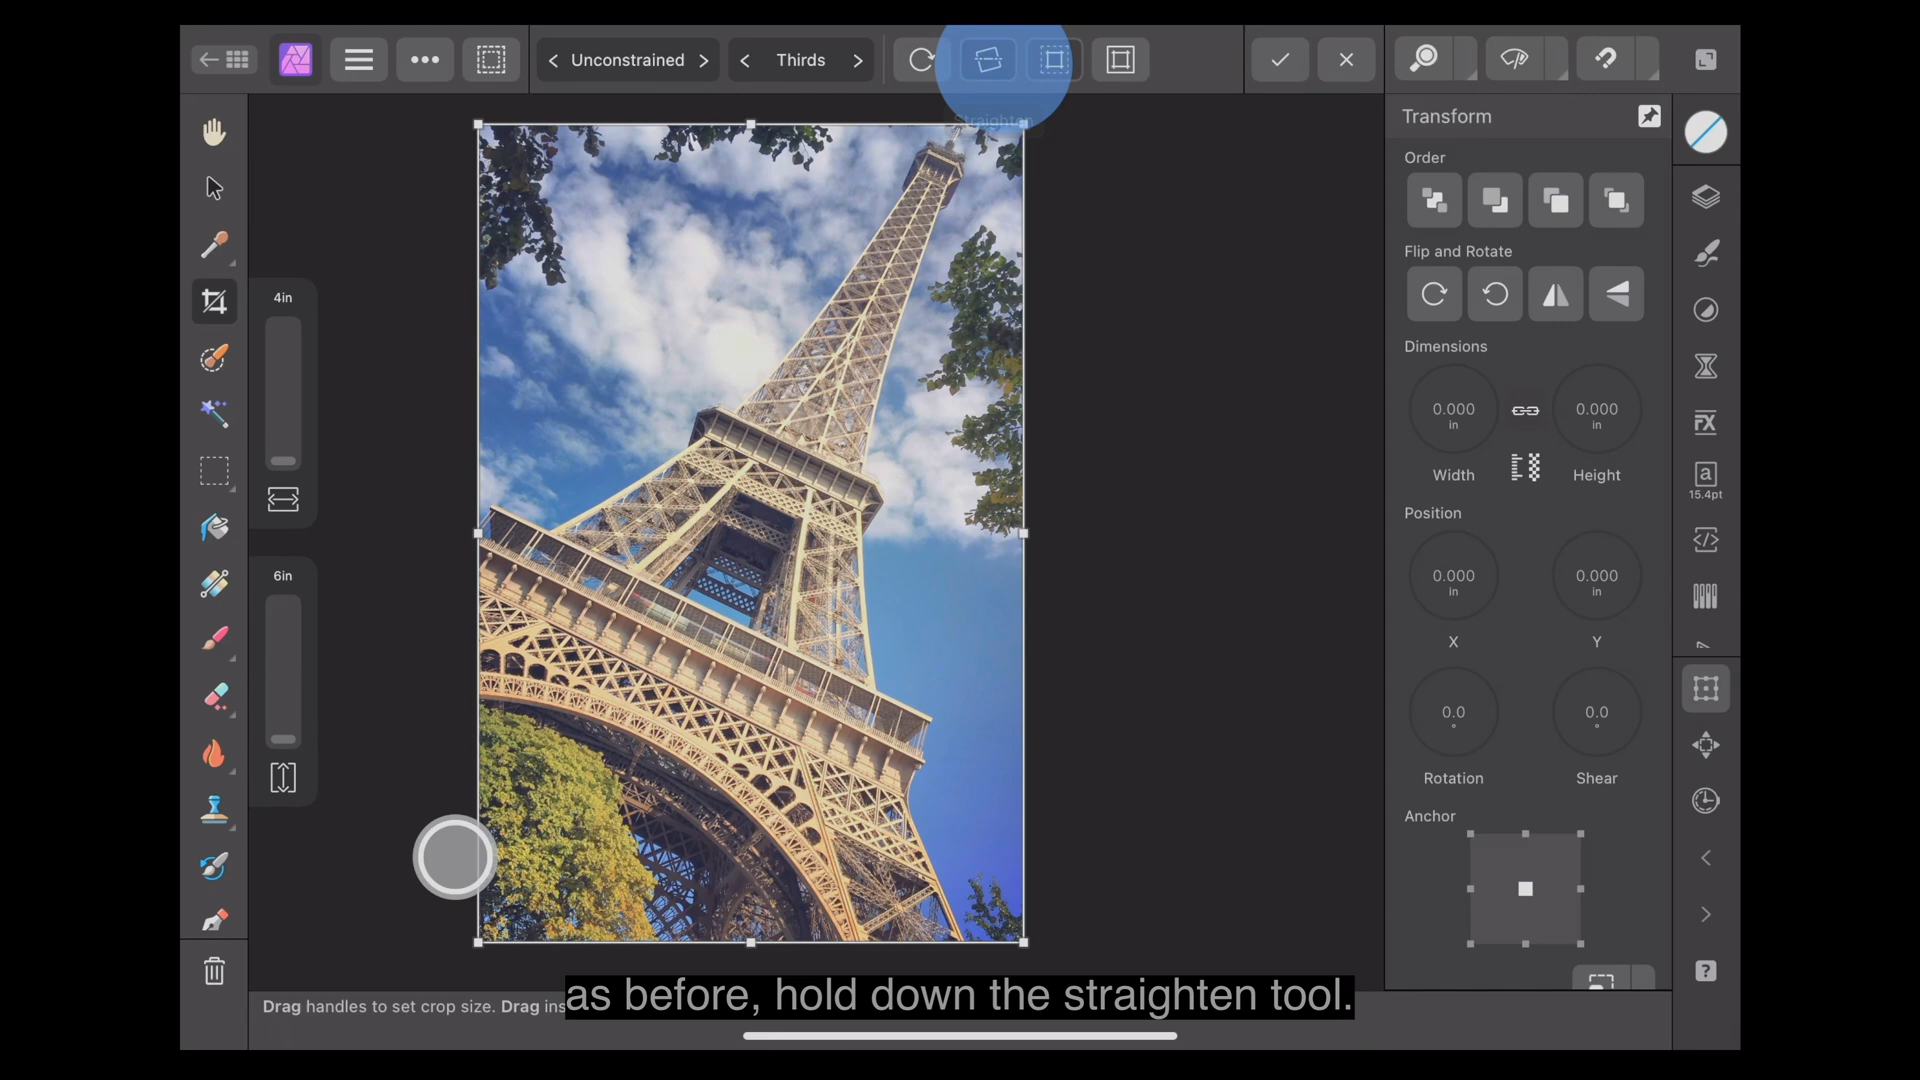 Unconstrained
Thirds
Straighten
Transform
Order
Flip and Rotate
Dimensions
0.000
in
0.000
in
Width
Height
Position
0.000
in
0.000
in
X
Y
0.0
°
0.0
°
Rotation
Shear
Anchor
4in
6in
FX
a
15.4pt
?
Drag handles to set crop size. Drag ins
as before, hold down the straighten tool.